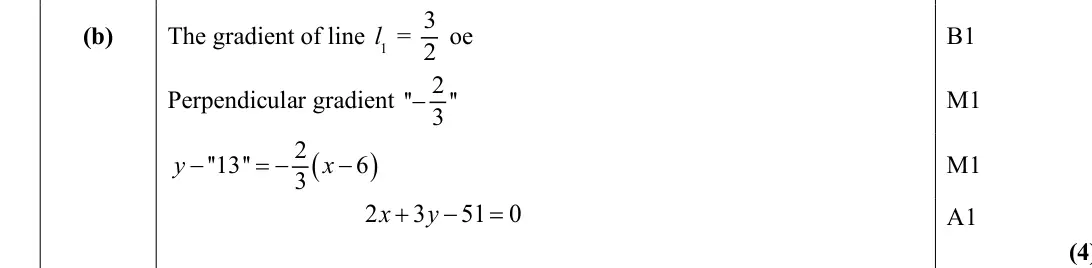 (b) The gradient of line l₁ = 3/2 oe B1
Perpendicular gradient "−2/3" M1
y − "13" = −2/3(x − 6) M1
2x + 3y − 51 = 0 A1
(4)